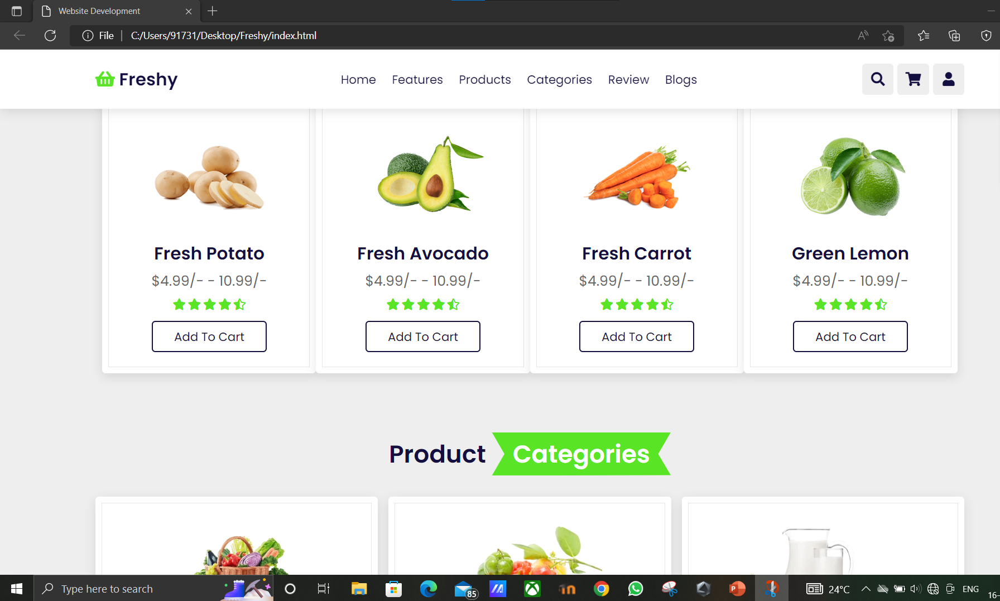 Website Development
File
C:/Users/91731/Desktop/Freshy/index.html
Freshy
Home Features Products Categories Review Blogs
Fresh Potato
$4.99/- - 10.99/-
Add To Cart
Fresh Avocado
$4.99/- - 10.99/-
Add To Cart
Fresh Carrot
$4.99/- - 10.99/-
Add To Cart
Green Lemon
$4.99/- - 10.99/-
Add To Cart
Product Categories
Type here to search
85
24°C
ENG
16-